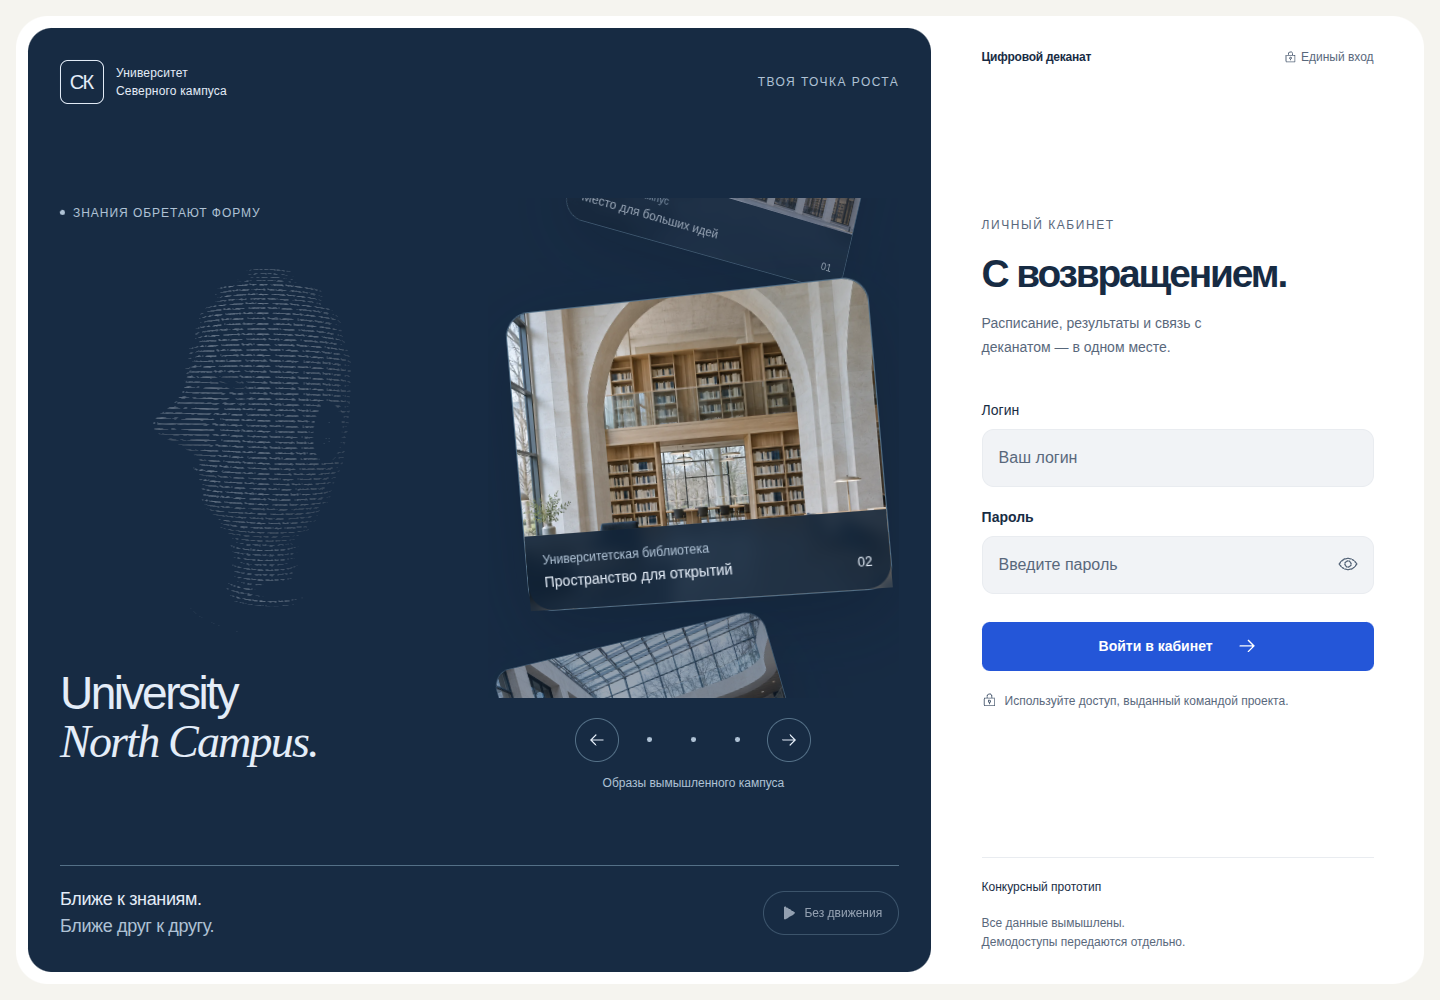 СК
Университет
Северного кампуса
ТВОЯ ТОЧКА РОСТА
ЗНАНИЯ ОБРЕТАЮТ ФОРМУ
Место для больших идей
01
Университетская библиотека
Пространство для открытий
02
University
North Campus.
Образы вымышленного кампуса
Ближе к знаниям.
Ближе друг к другу.
Без движения
Цифровой деканат
Единый вход
ЛИЧНЫЙ КАБИНЕТ
С возвращением.
Расписание, результаты и связь с
деканатом — в одном месте.
Логин
Ваш логин
Пароль
Введите пароль
Войти в кабинет
Используйте доступ, выданный командой проекта.
Конкурсный прототип
Все данные вымышлены.
Демодоступы передаются отдельно.